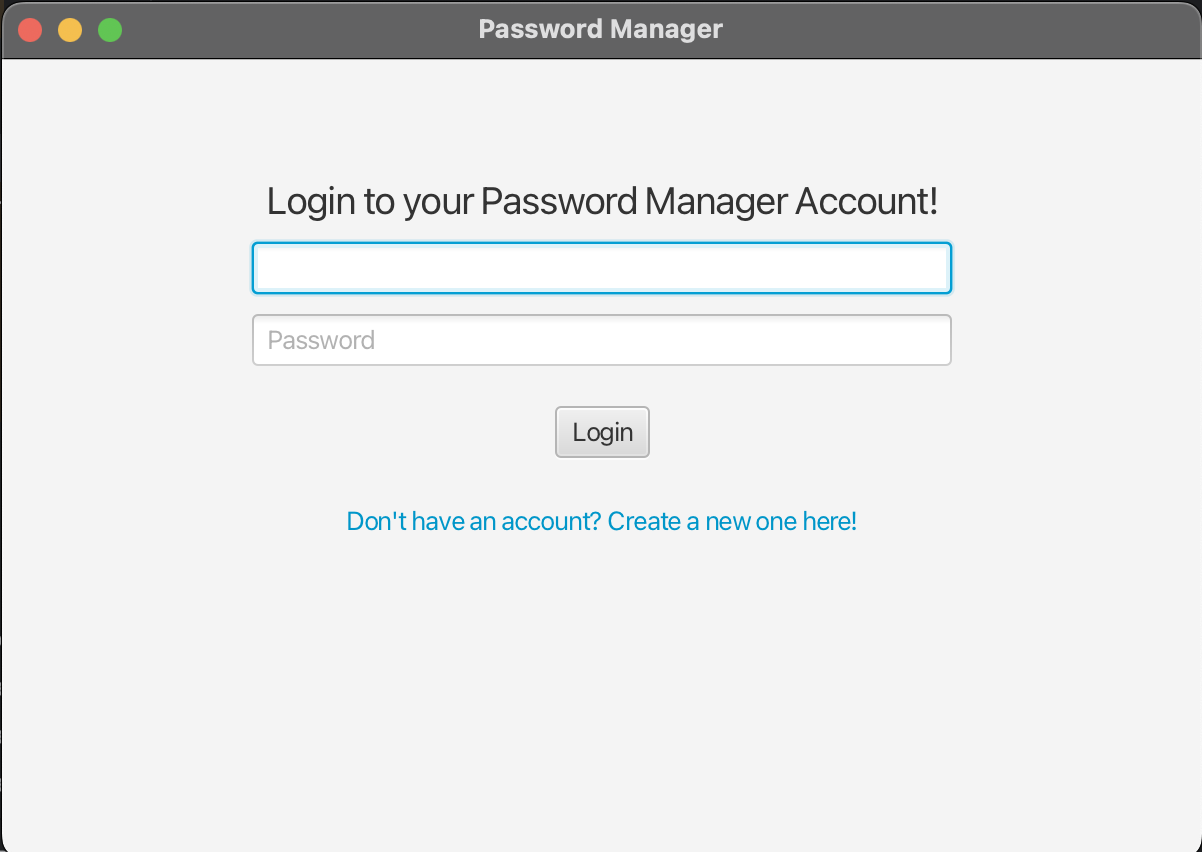 Password Manager
Login to your Password Manager Account!
Password
Login
Don't have an account? Create a new one here!